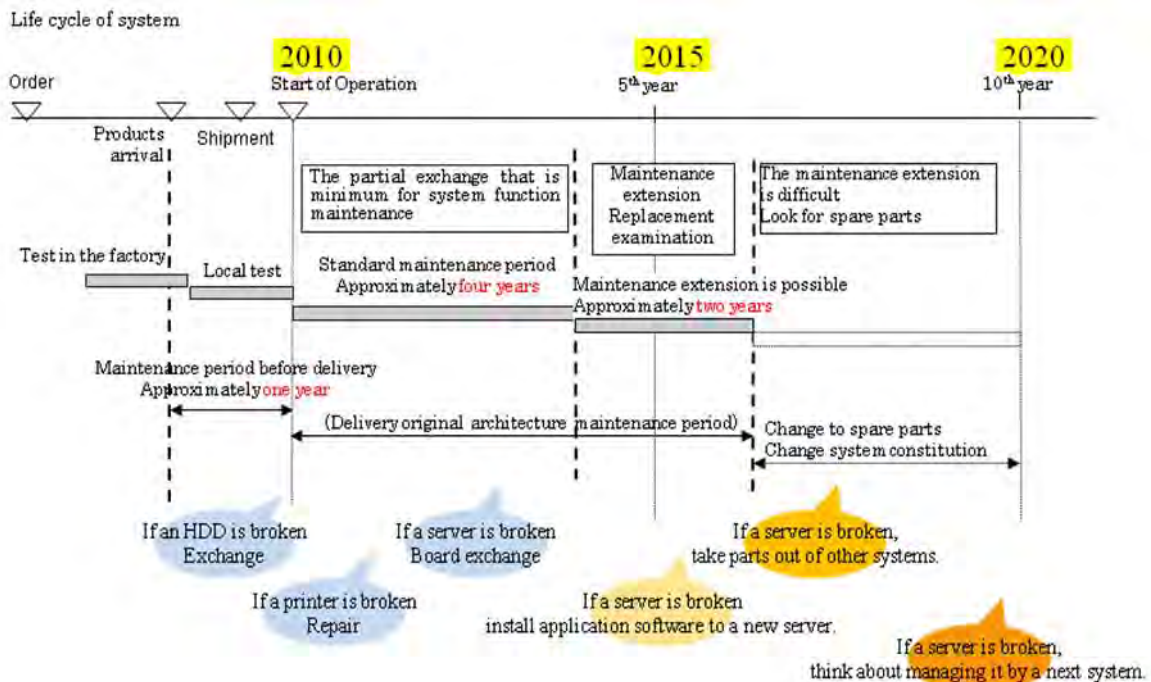 Life cycle of system
2010
2015
2020
Order
Start of Operation
5th year
10th year
Products
arrival
Shipment
The partial exchange that is
minimum for system function
maintenance
Maintenance
extension
Replacement
examination
The maintenance extension
is difficult
Look for spare parts
Test in the factory
Local test
Standard maintenance period
Approximately four years
Maintenance extension is possible
Approximately two years
Maintenance period before delivery
Approximately one year
(Delivery original architecture maintenance period)
Change to spare parts
Change system constitution
If an HDD is broken
Exchange
If a server is broken
Board exchange
If a server is broken,
take parts out of other systems.
If a printer is broken
Repair
If a server is broken
install application software to a new server.
If a server is broken,
think about managing it by a next system.